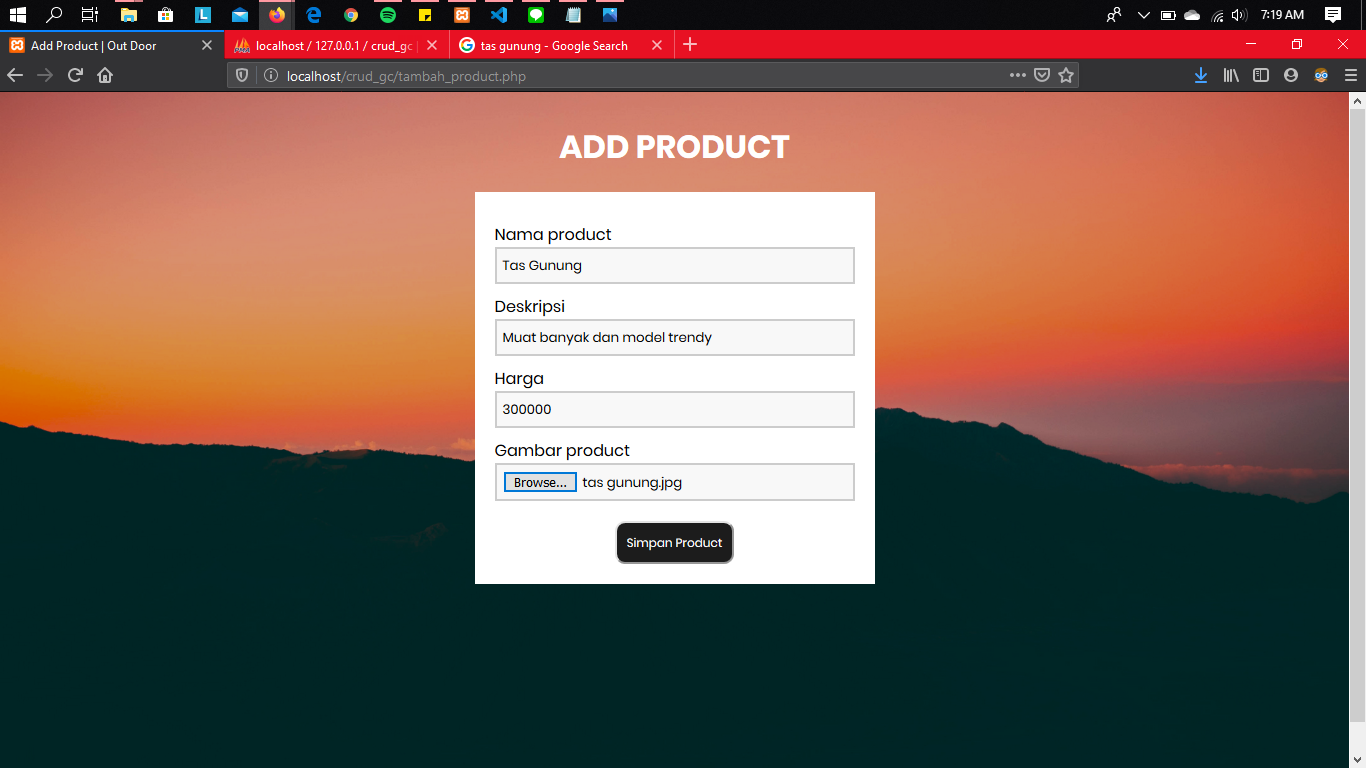 7:19 AM
Add Product | Out Door
localhost / 127.0.0.1 / crud_gc
tas gunung - Google Search
localhost/crud_gc/tambah_product.php
ADD PRODUCT
Nama product
Tas Gunung
Deskripsi
Muat banyak dan model trendy
Harga
300000
Gambar product
Browse... tas gunung.jpg
Simpan Product